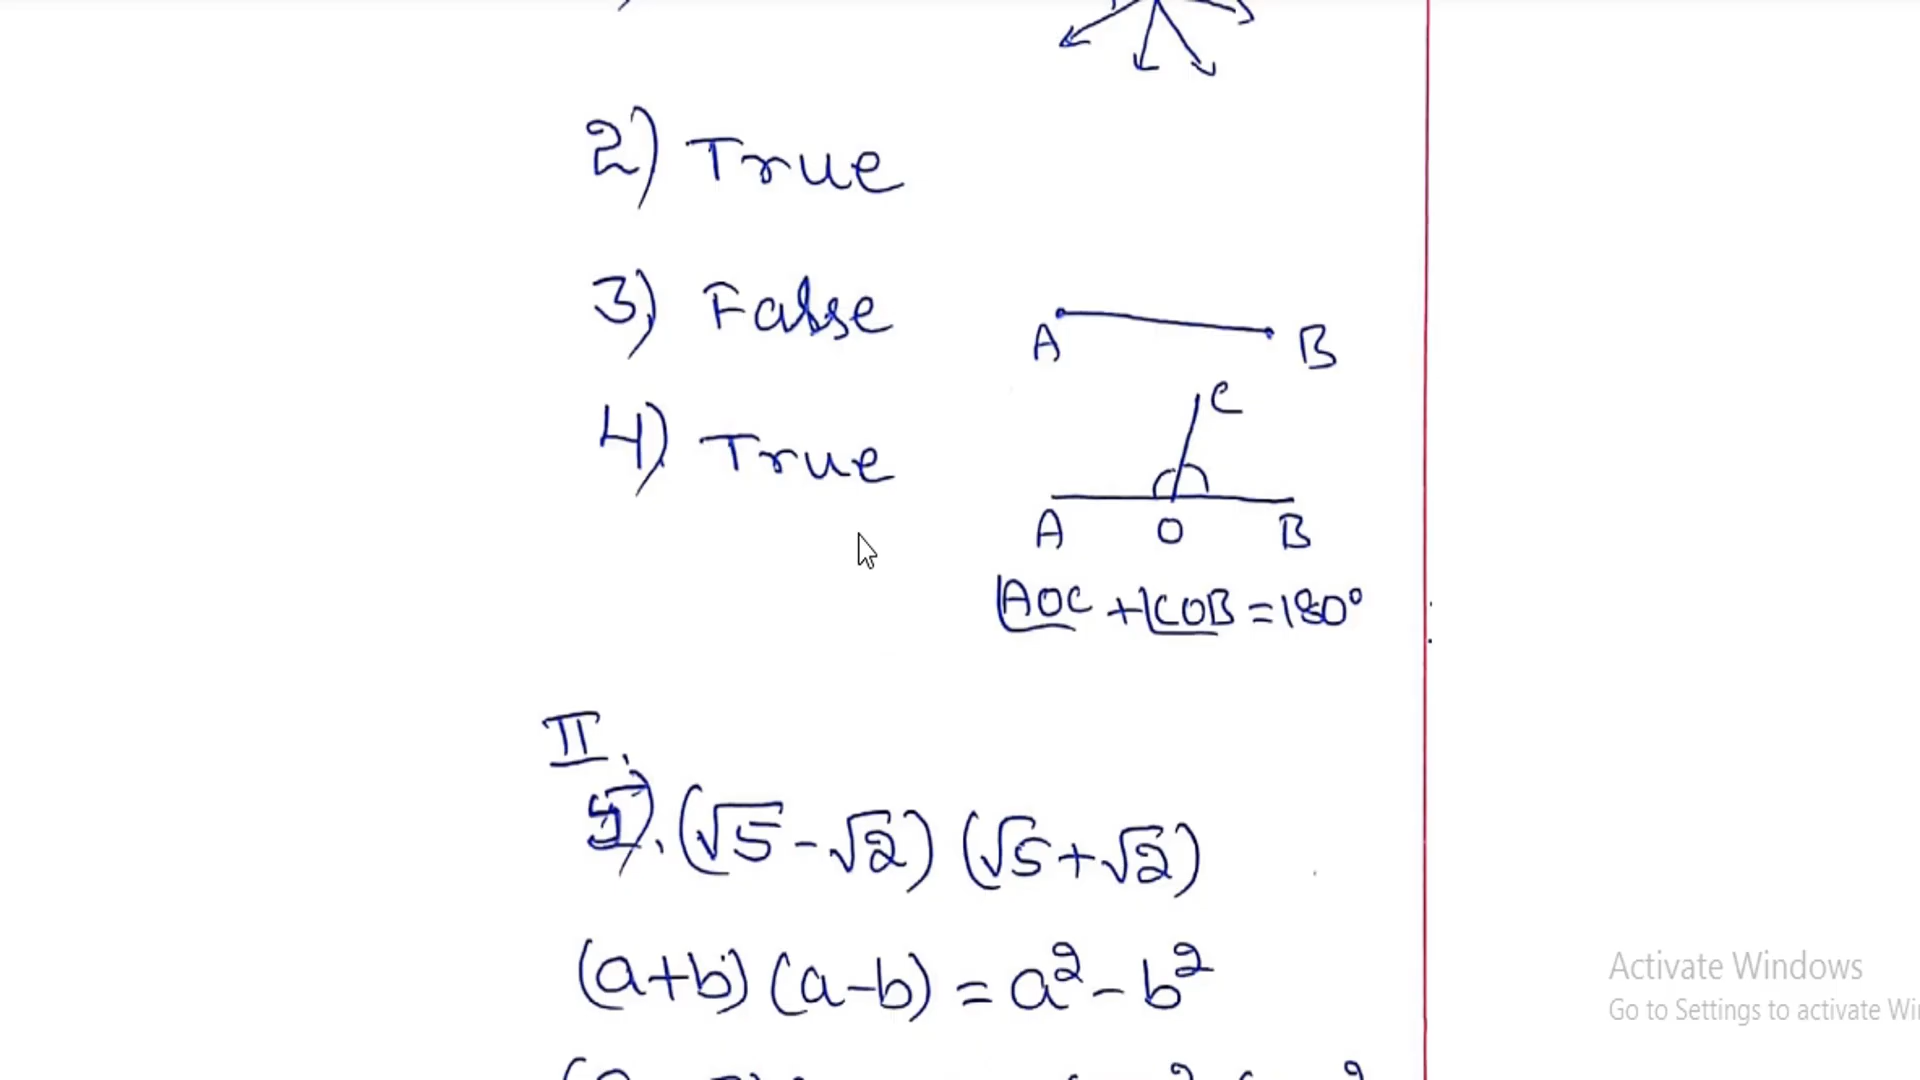 2) True
3) False
A B
C
4) True
A O B
∠AOC + ∠COB = 180°
II.
5). (√5 - √2) (√5 + √2)
(a+b) (a-b) = a² - b²
Activate Windows
Go to Settings to activate Wi